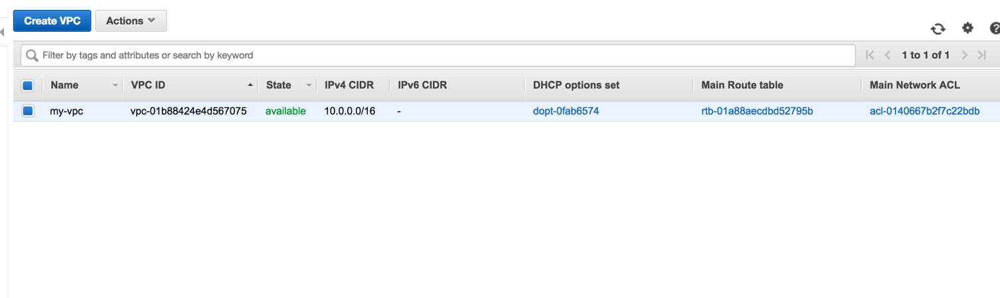 Create VPC Actions
Filter by tags and attributes or search by keyword 1 to 1 of 1
Name VPC ID State IPv4 CIDR IPv6 CIDR DHCP options set Main Route table Main Network ACL
my-vpc vpc-01b88424e4d567075 available 10.0.0.0/16 - dopt-0fab6574 rtb-01a88aecdbd52795b acl-0140667b2f7c22bdb